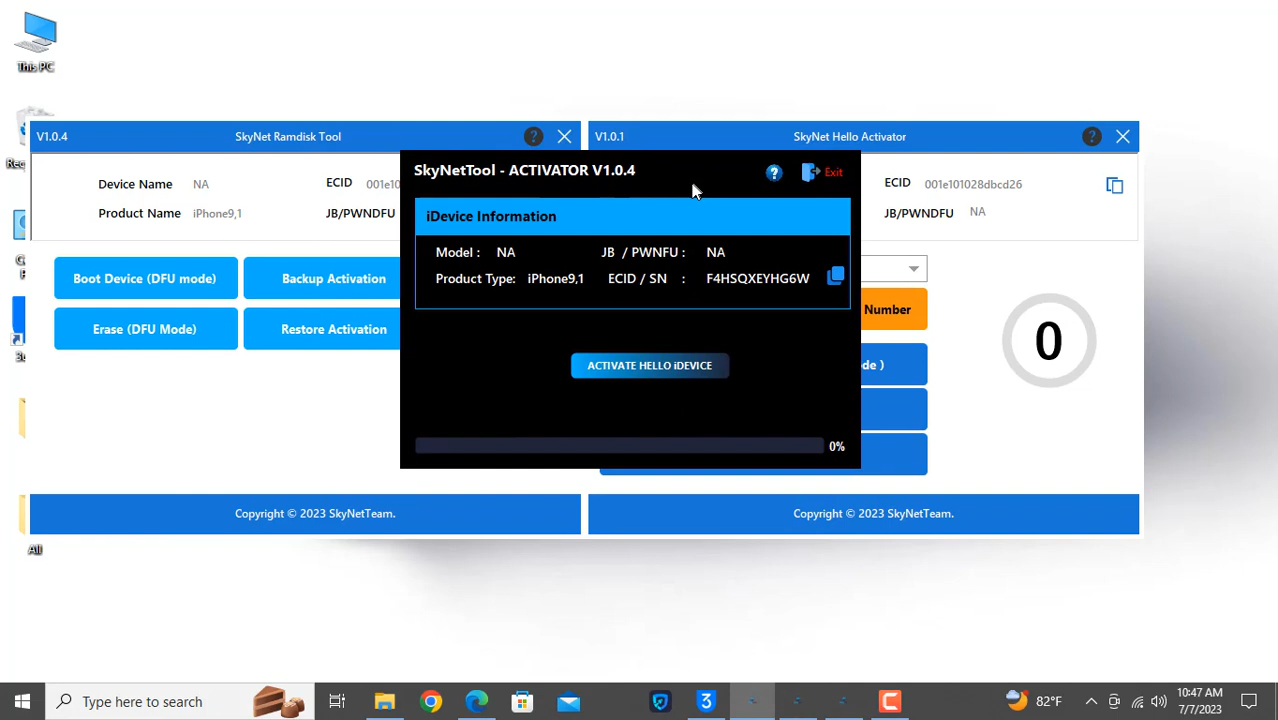 This PC
V1.0.4
SkyNet Ramdisk Tool
?
V1.0.1
SkyNet Hello Activator
?
Device Name
NA
ECID
001e10
Product Name
iPhone9,1
JB/PWNDFU
Boot Device (DFU mode)
Backup Activation
Erase (DFU Mode)
Restore Activation
Copyright © 2023 SkyNetTeam.
SkyNetTool - ACTIVATOR V1.0.4
?
Exit
iDevice Information
Model :
NA
JB / PWNFU :
NA
Product Type:
iPhone9,1
ECID / SN :
F4HSQXEYHG6W
ACTIVATE HELLO iDEVICE
0%
ECID
001e101028dbcd26
JB/PWNDFU
NA
Number
de )
0
Copyright © 2023 SkyNetTeam.
All
Type here to search
3
82°F
10:47 AM
7/7/2023